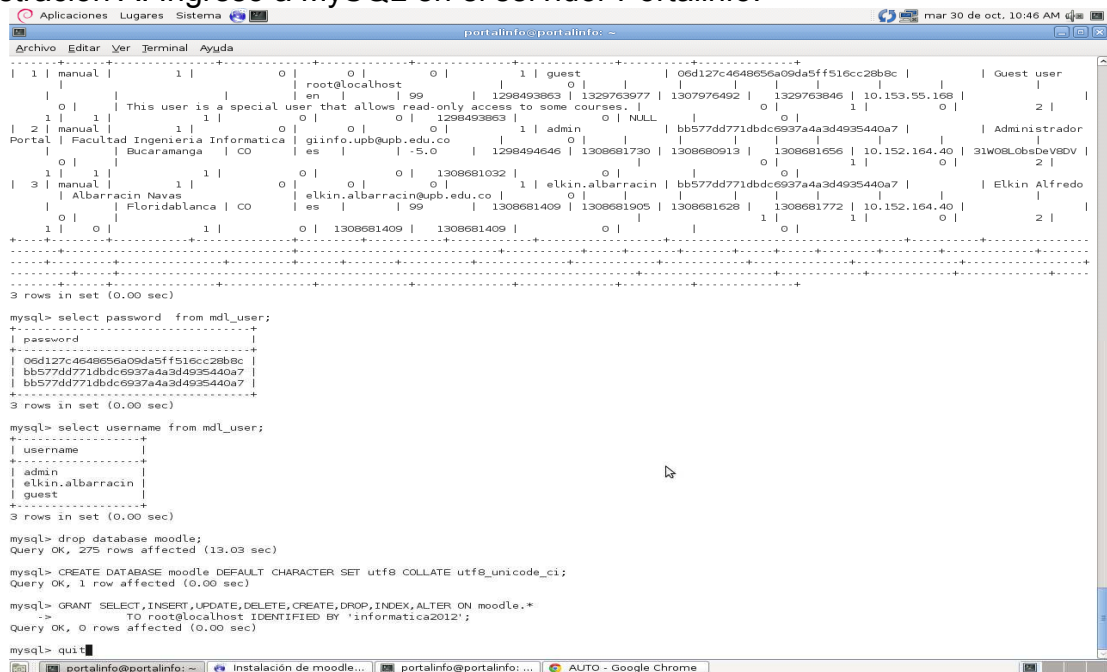 stración A. Ingreso a MySQL en el servidor Portalinfo.
Aplicaciones Lugares Sistema mar 30 de oct, 10:46 AM
portalinfo@portalinfo: ~
Archivo Editar Ver Terminal Ayuda
| 1 | manual | 1 | 0 | 0 | 0 | 1 | guest | 06d127c4648656a09da5ff516cc28b8c | | Guest user
| | root@localhost | 0 | | | | |
| | | | en | | 99 | 1298493863 | 1329763977 | 1307976492 | 1329763846 | 10.153.55.168 | |
0 | | This user is a special user that allows read-only access to some courses. | 0 | 1 | 0 | 2 |
1 | 1 | 1 | 0 | 0 | 1298493863 | 0 | NULL | 0 |
| 2 | manual | 1 | 0 | 0 | 0 | 1 | admin | bb577dd771dbdc6937a4a3d4935440a7 | | Administrador
Portal | Facultad Ingenieria Informatica | giinfo.upb@upb.edu.co | 0 | | | | |
| | Bucaramanga | CO | es | | -5.0 | 1298494646 | 1308681730 | 1308680913 | 1308681656 | 10.152.164.40 | 31W08LObsDeV8DV |
0 | | | 0 | 1 | 0 | 2 |
1 | 1 | 1 | 0 | 0 | 1308681032 | 0 | | 0 |
| 3 | manual | 1 | 0 | 0 | 0 | 1 | elkin.albarracin | bb577dd771dbdc6937a4a3d4935440a7 | | Elkin Alfredo
| Albarracin Navas | elkin.albarracin@upb.edu.co | 0 | | | | |
| | Floridablanca | CO | es | | 99 | 1308681409 | 1308681905 | 1308681628 | 1308681772 | 10.152.164.40 | |
0 | | | 1 | 1 | 0 | 2 |
1 | 0 | 1 | 0 | 1308681409 | 1308681409 | 0 | | 0 |
3 rows in set (0.00 sec)
mysql> select password from mdl_user;
| password |
| 06d127c4648656a09da5ff516cc28b8c |
| bb577dd771dbdc6937a4a3d4935440a7 |
| bb577dd771dbdc6937a4a3d4935440a7 |
3 rows in set (0.00 sec)
mysql> select username from mdl_user;
| username |
| admin |
| elkin.albarracin |
| guest |
3 rows in set (0.00 sec)
mysql> drop database moodle;
Query OK, 275 rows affected (13.03 sec)
mysql> CREATE DATABASE moodle DEFAULT CHARACTER SET utf8 COLLATE utf8_unicode_ci;
Query OK, 1 row affected (0.00 sec)
mysql> GRANT SELECT,INSERT,UPDATE,DELETE,CREATE,DROP,INDEX,ALTER ON moodle.*
-> TO root@localhost IDENTIFIED BY 'informatica2012';
Query OK, 0 rows affected (0.00 sec)
mysql> quit
portalinfo@portalinfo: ~ Instalación de moodle... portalinfo@portalinfo: ... AUTO - Google Chrome